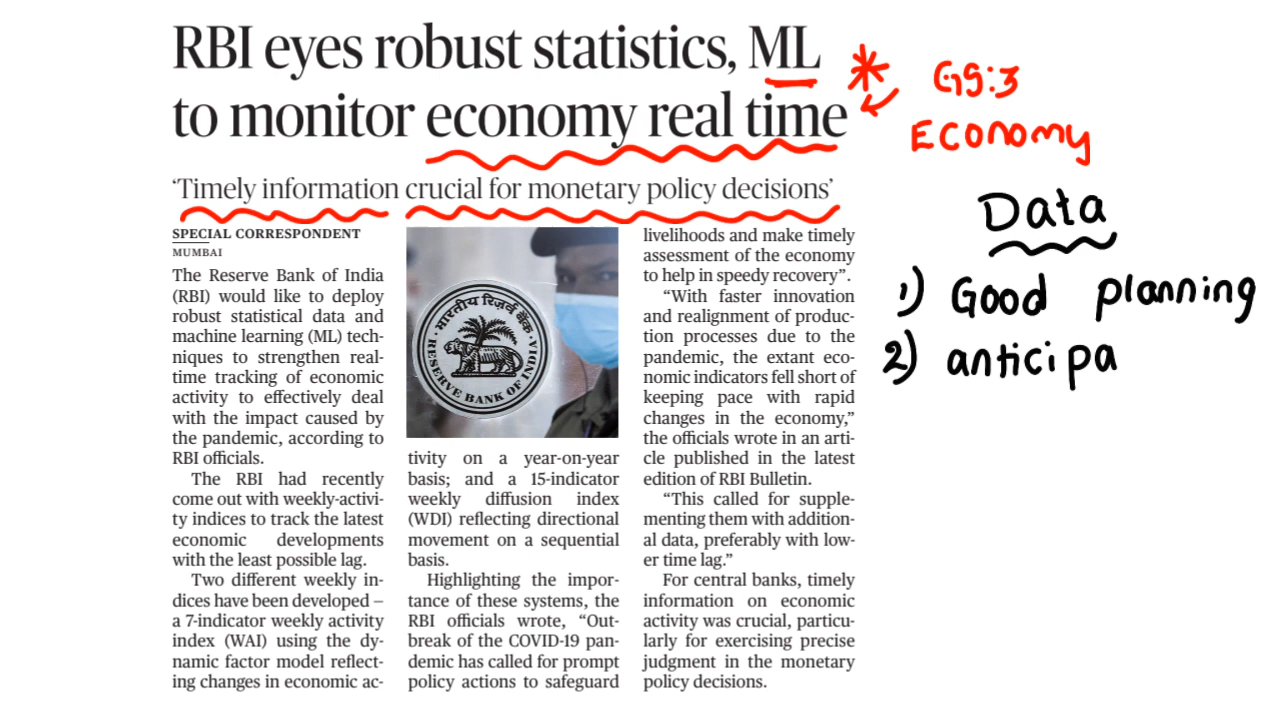 RBI eyes robust statistics, ML
to monitor economy real time
‘Timely information crucial for monetary policy decisions’
SPECIAL CORRESPONDENT
MUMBAI
The Reserve Bank of India
(RBI) would like to deploy
robust statistical data and
machine learning (ML) tech-
niques to strengthen real-
time tracking of economic
activity to effectively deal
with the impact caused by
the pandemic, according to
RBI officials.
The RBI had recently
come out with weekly-activi-
ty indices to track the latest
economic developments
with the least possible lag.
Two different weekly in-
dices have been developed –
a 7-indicator weekly activity
index (WAI) using the dy-
namic factor model reflect-
ing changes in economic ac-
भारतीय रिज़र्व बैंक
RESERVE BANK OF INDIA
tivity on a year-on-year
basis; and a 15-indicator
weekly diffusion index
(WDI) reflecting directional
movement on a sequential
basis.
Highlighting the impor-
tance of these systems, the
RBI officials wrote, “Out-
break of the COVID-19 pan-
demic has called for prompt
policy actions to safeguard
livelihoods and make timely
assessment of the economy
to help in speedy recovery”.
“With faster innovation
and realignment of produc-
tion processes due to the
pandemic, the extant eco-
nomic indicators fell short of
keeping pace with rapid
changes in the economy,”
the officials wrote in an arti-
cle published in the latest
edition of RBI Bulletin.
“This called for supple-
menting them with addition-
al data, preferably with low-
er time lag.”
For central banks, timely
information on economic
activity was crucial, particu-
larly for exercising precise
judgment in the monetary
policy decisions.
GS:3
Economy
Data
1) Good planning
2) anticipa